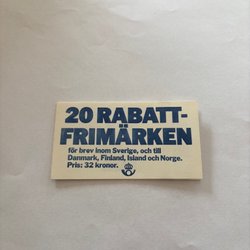 20 RABATT-
FRIMÄRKEN
för brev inom Sverige, och till
Danmark, Finland, Island och Norge.
Pris: 32 kronor.